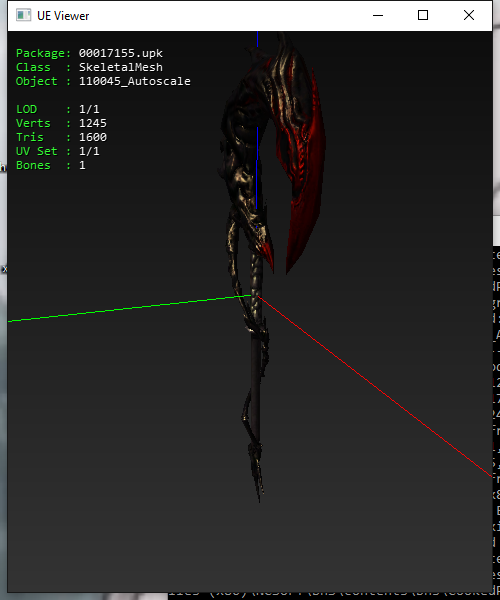 UE Viewer
Package: 00017155.upk
Class : SkeletalMesh
Object : 110045_Autoscale
LOD : 1/1
Verts : 1245
Tris : 1600
UV Set : 1/1
Bones : 1